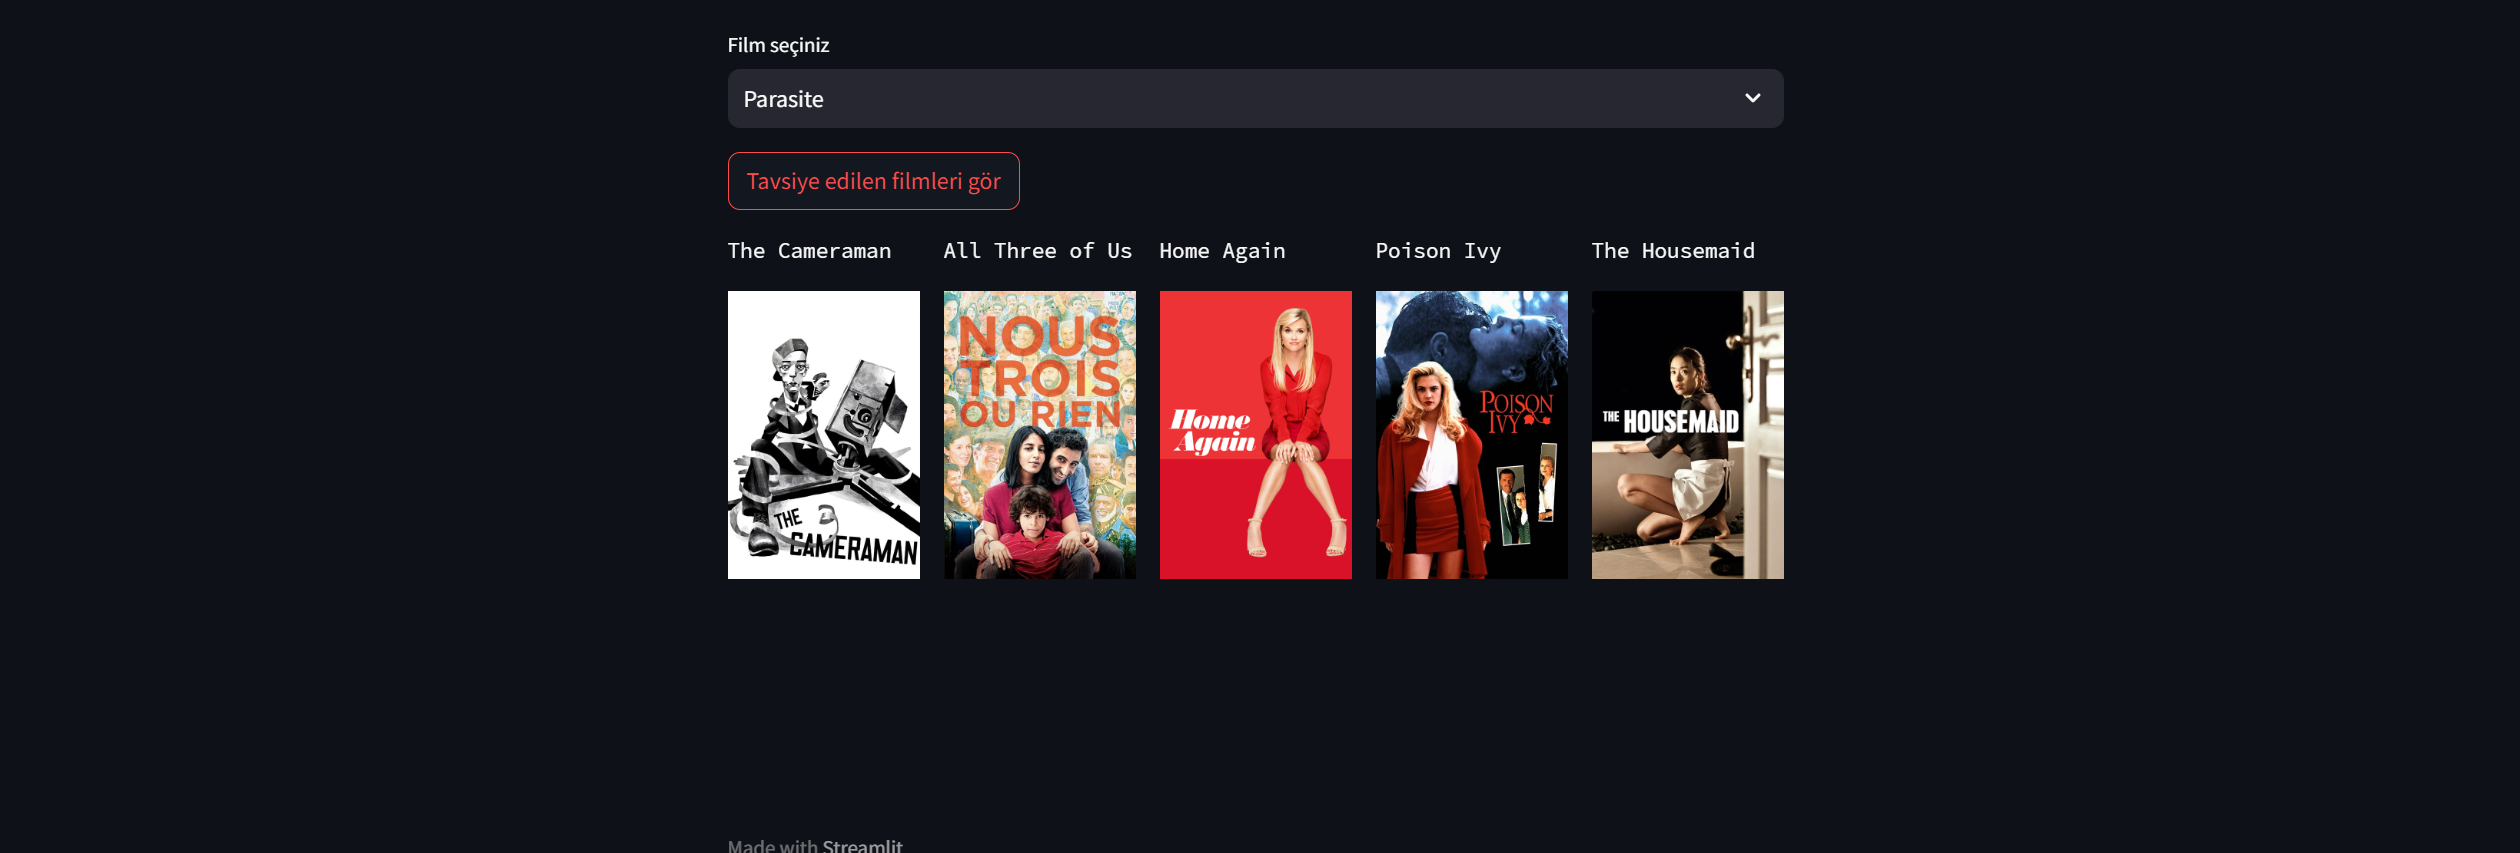 Film seçiniz
Parasite
Tavsiye edilen filmleri gör
The Cameraman
All Three of Us
Home Again
Poison Ivy
The Housemaid
THE
CAMERAMAN
NOUS
TROIS
OU RIEN
Home
Again
POISON
IVY
THE HOUSEMAID
Made with Streamlit